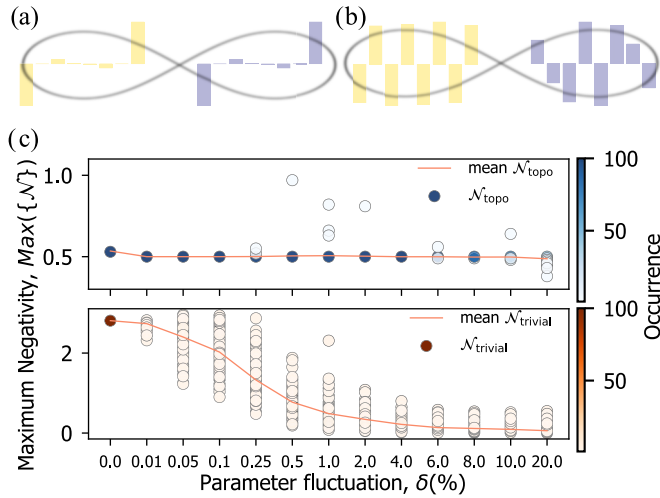 (a)
(b)
(c)
Maximum Negativity, Max({𝒩})
1.0
0.5
mean 𝒩topo
𝒩topo
2
0
mean 𝒩trivial
𝒩trivial
0.0 0.01 0.05 0.1 0.25 0.5 1.0 2.0 4.0 6.0 8.0 10.0 20.0
Parameter fluctuation, δ(%)
100
50
100
50
0
Occurrence